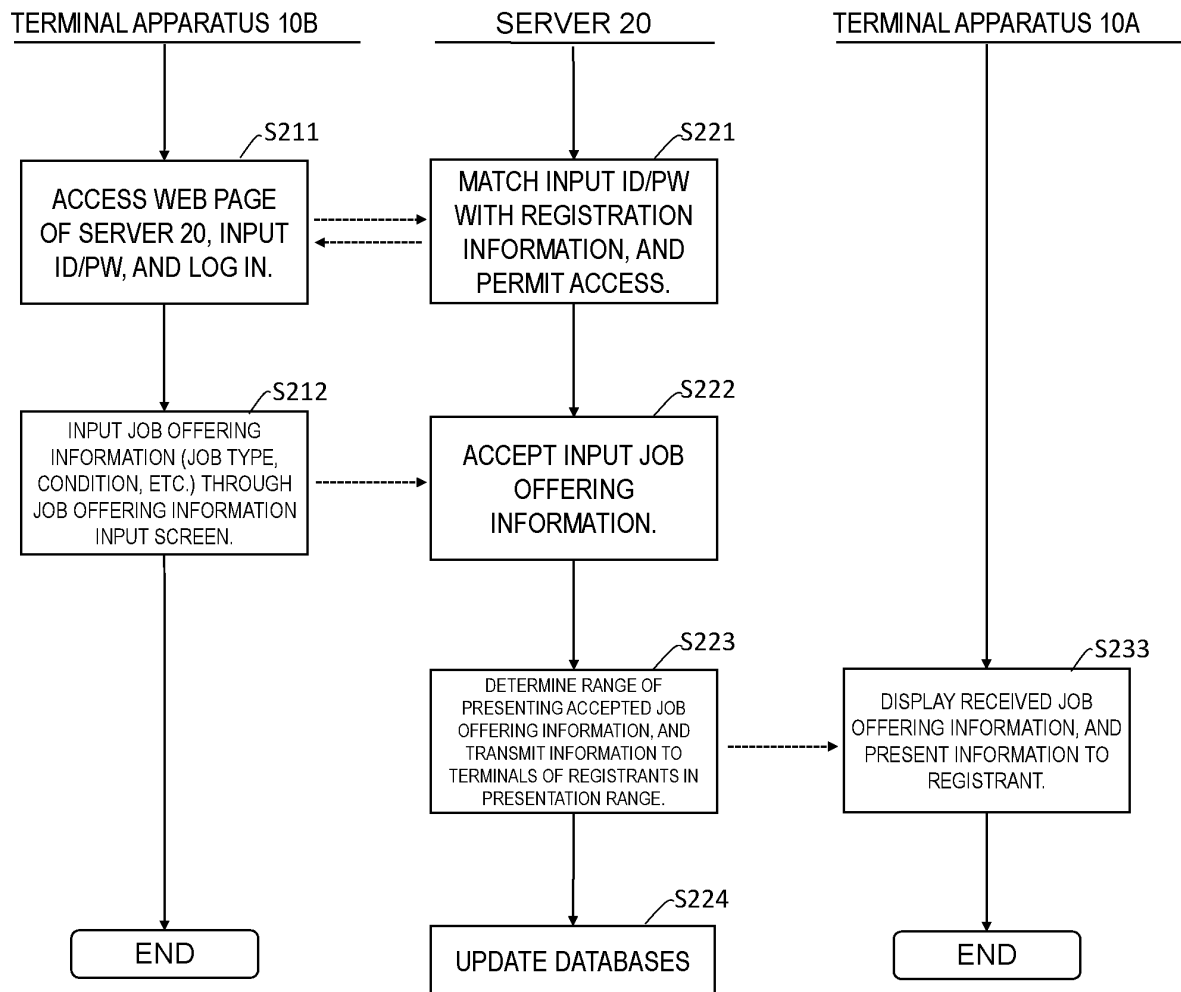 TERMINAL APPARATUS 10B
SERVER 20
TERMINAL APPARATUS 10A
S211
ACCESS WEB PAGE
OF SERVER 20, INPUT
ID/PW, AND LOG IN.
S221
MATCH INPUT ID/PW
WITH REGISTRATION
INFORMATION, AND
PERMIT ACCESS.
S212
INPUT JOB OFFERING
INFORMATION (JOB TYPE,
CONDITION, ETC.) THROUGH
JOB OFFERING INFORMATION
INPUT SCREEN.
S222
ACCEPT INPUT JOB
OFFERING
INFORMATION.
S223
DETERMINE RANGE OF
PRESENTING ACCEPTED JOB
OFFERING INFORMATION, AND
TRANSMIT INFORMATION TO
TERMINALS OF REGISTRANTS IN
PRESENTATION RANGE.
S233
DISPLAY RECEIVED JOB
OFFERING INFORMATION, AND
PRESENT INFORMATION TO
REGISTRANT.
END
S224
UPDATE DATABASES
END